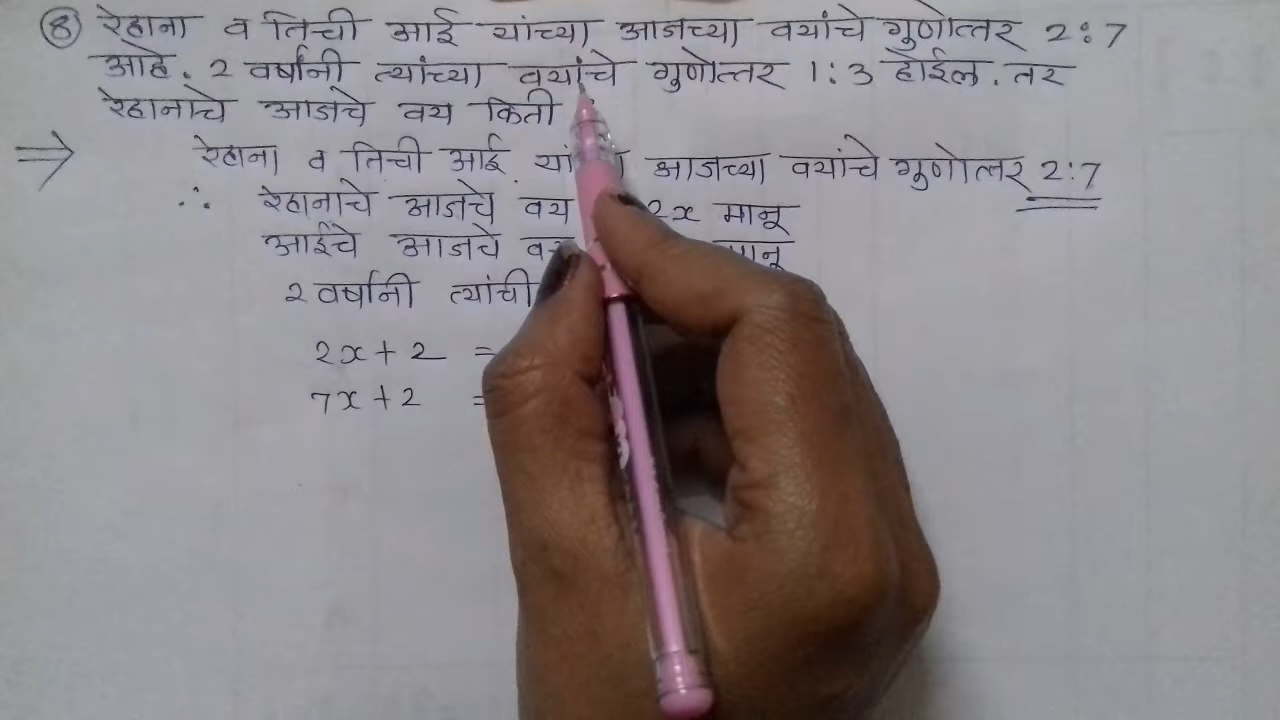 ⑧ रेहाना व तिची आई यांच्या आजच्या वयांचे गुणोत्तर 2:7
आहे. 2 वर्षांनी त्यांच्या वयांचे गुणोत्तर 1:3 होईल. तर
रेहानाचे आजचे वय किती
⇒ रेहाना व तिची आई आजच्या वयांचे गुणोत्तर 2:7
∴ रेहानाचे आजचे वय 2x मानू
आईचे आजचे मानू
2 वर्षांनी त्यांची
2x + 2 =
7x + 2 =